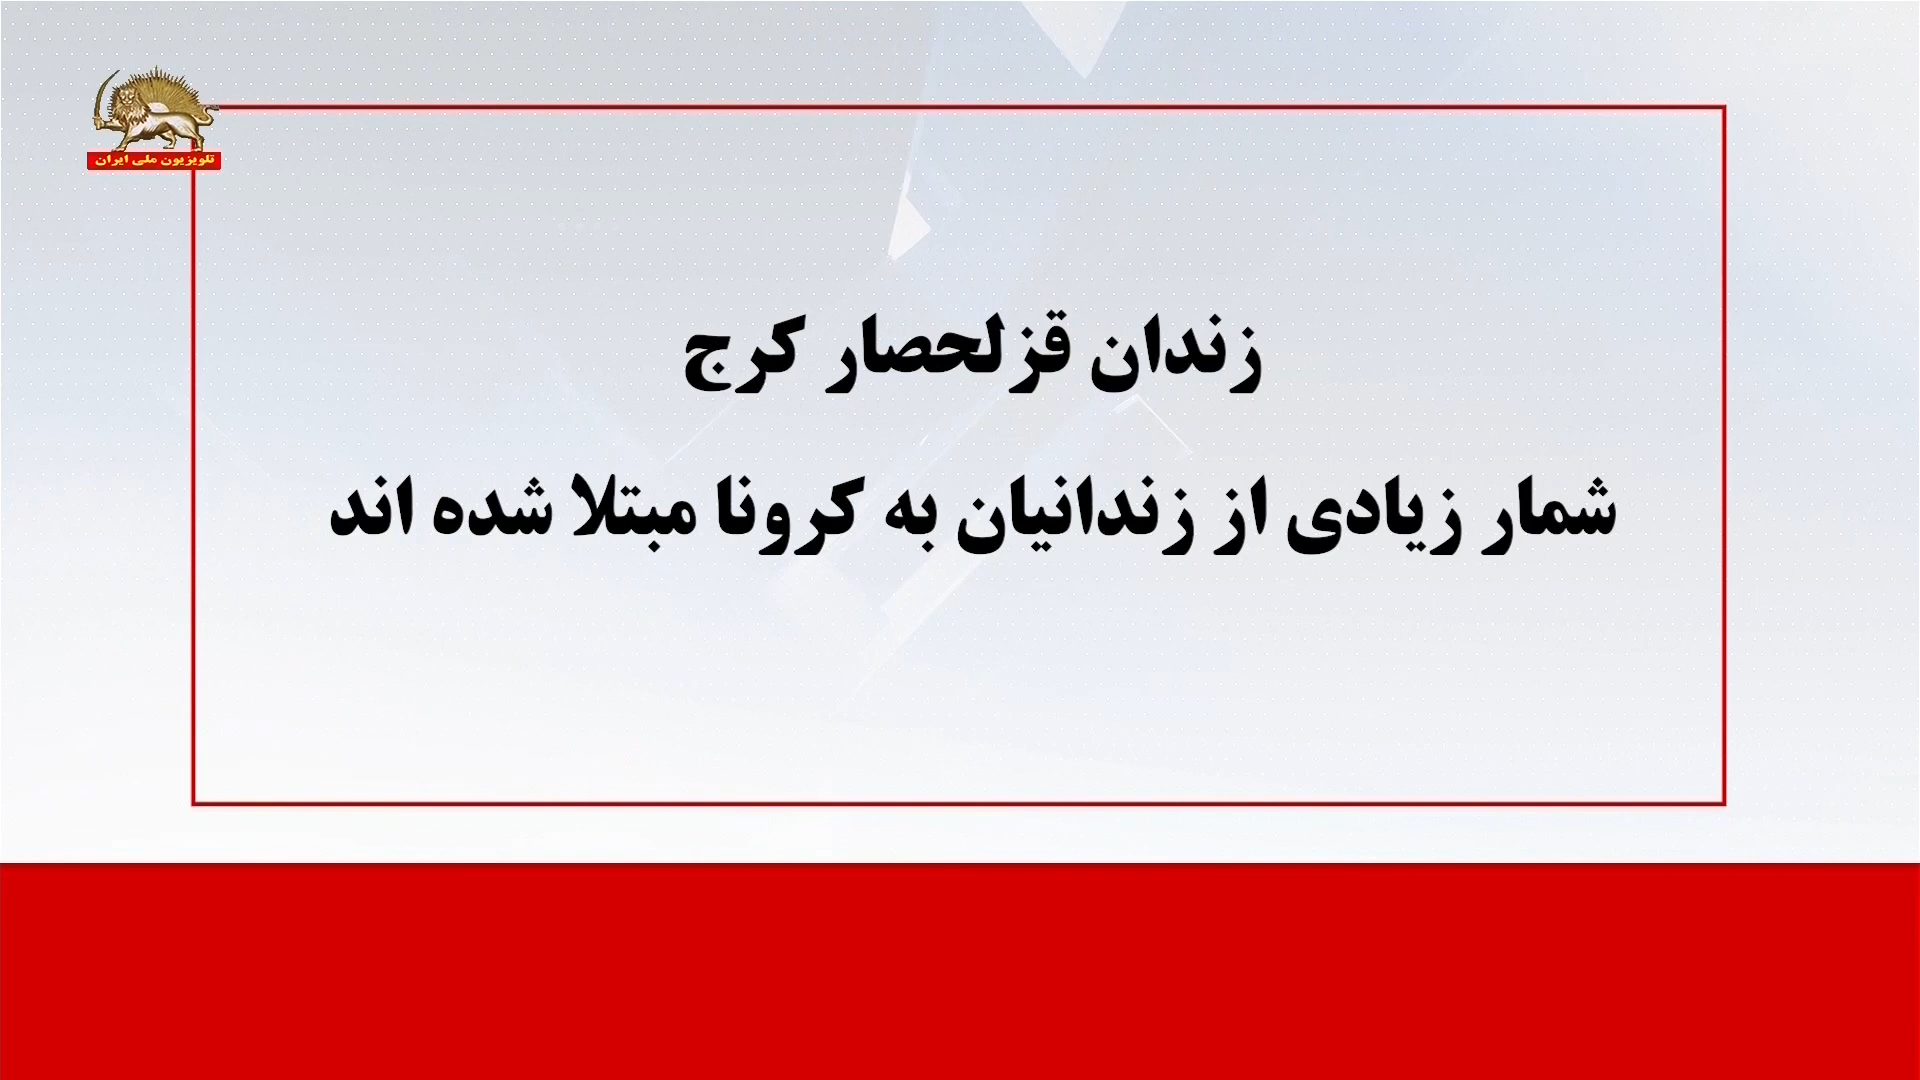 تلویزیون ملی ایران
زندان قزلحصار کرج
شمار زیادی از زندانیان به کرونا مبتلا شده اند